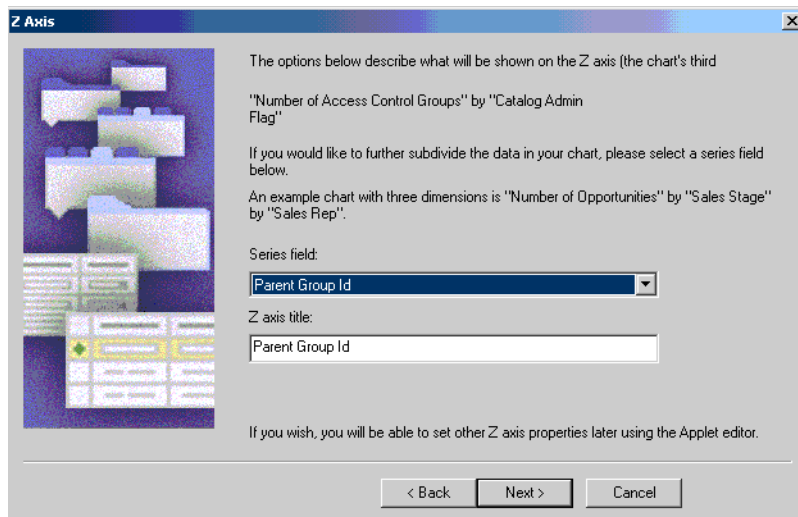 Z Axis
The options below describe what will be shown on the Z axis (the chart's third
"Number of Access Control Groups" by "Catalog Admin
Flag"
If you would like to further subdivide the data in your chart, please select a series field
below.
An example chart with three dimensions is "Number of Opportunities" by "Sales Stage"
by "Sales Rep".
Series field:
Parent Group Id
Z axis title:
Parent Group Id
If you wish, you will be able to set other Z axis properties later using the Applet editor.
< Back Next > Cancel